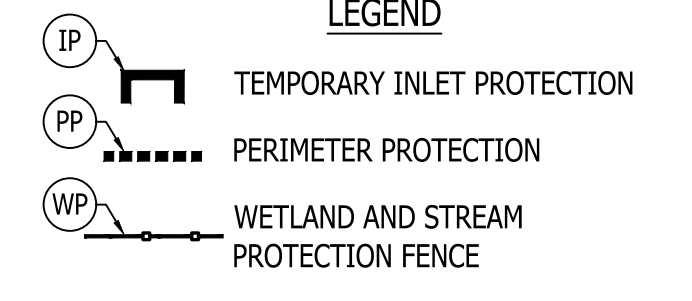 LEGEND
IP
TEMPORARY INLET PROTECTION
PP
PERIMETER PROTECTION
WP
WETLAND AND STREAM
PROTECTION FENCE